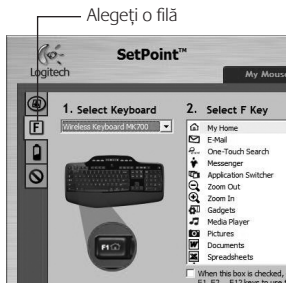 Alegeți o filă
Logitech
SetPoint™
My Mouse
1. Select Keyboard
Wireless Keyboard MK700
F
F1
2. Select F Key
My Home
E-Mail
One-Touch Search
Messenger
Application Switcher
Zoom Out
Zoom In
Gadgets
Media Player
Pictures
Documents
Spreadsheets
When this box is checked,